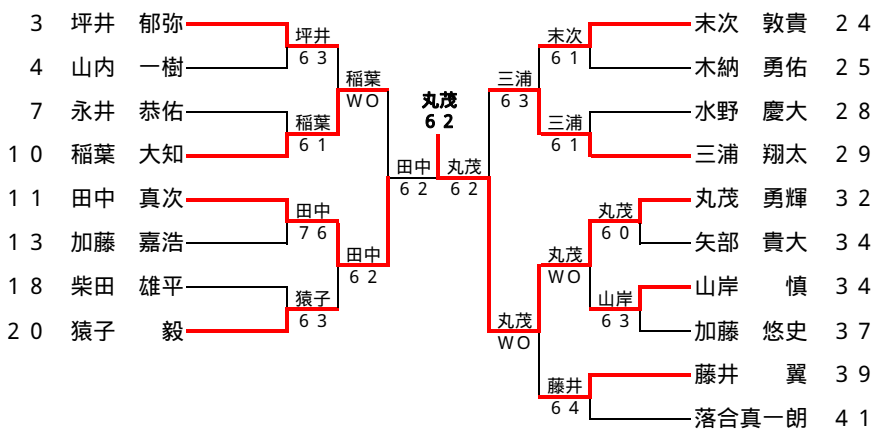 3 坪井 郁弥
4 山内 一樹
7 永井 恭佑
10 稲葉 大知
11 田中 真次
13 加藤 嘉浩
18 柴田 雄平
20 猿子 毅
坪井
63
稲葉
61
田中
76
猿子
63
稲葉
WO
田中
62
田中
62
丸茂
62
丸茂
62
三浦
63
丸茂
WO
末次
61
三浦
61
丸茂
WO
藤井
64
丸茂
60
山岸
63
末次 敦貴 24
木納 勇佑 25
水野 慶大 28
三浦 翔太 29
丸茂 勇輝 32
矢部 貴大 34
山岸 慎 34
加藤 悠史 37
藤井 翼 39
落合真一朗 41